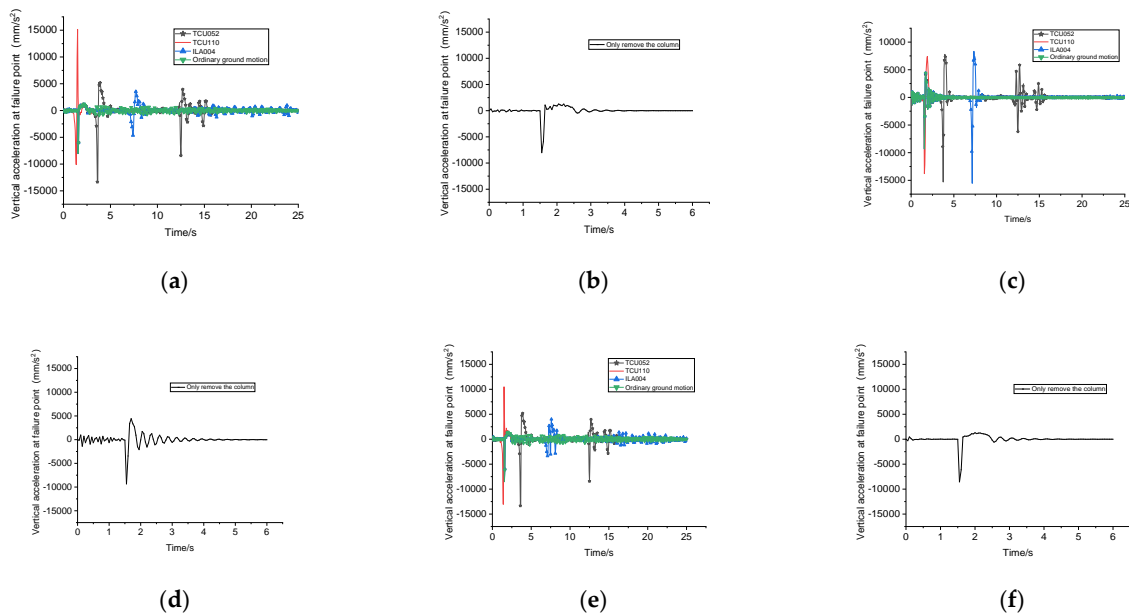 Vertical acceleration at failure point (mm/s²)
15000
10000
5000
0
-5000
-10000
-15000
TCU052
TCU110
ILA004
Ordinary ground motion
0 5 10 15 20 25
Time/s
(a)
Vertical acceleration at failure point (mm/s²)
15000
10000
5000
0
-5000
-10000
-15000
Only remove the column
0 1 2 3 4 5 6
Time/s
(b)
Vertical acceleration at failure point (mm/s²)
10000
5000
0
-5000
-10000
-15000
TCU052
TCU110
ILA004
Ordinary ground motion
0 5 10 15 20 25
Time/s
(c)
Vertical acceleration at failure point (mm/s²)
15000
10000
5000
0
-5000
-10000
-15000
Only remove the column
0 1 2 3 4 5 6
Time/s
(d)
Vertical acceleration at failure point (mm/s²)
15000
10000
5000
0
-5000
-10000
-15000
TCU052
TCU110
ILA004
Ordinary ground motion
0 5 10 15 20 25
Time/s
(e)
Vertical acceleration at failure point (mm/s²)
15000
10000
5000
0
-5000
-10000
-15000
Only remove the column
0 1 2 3 4 5 6
Time/s
(f)